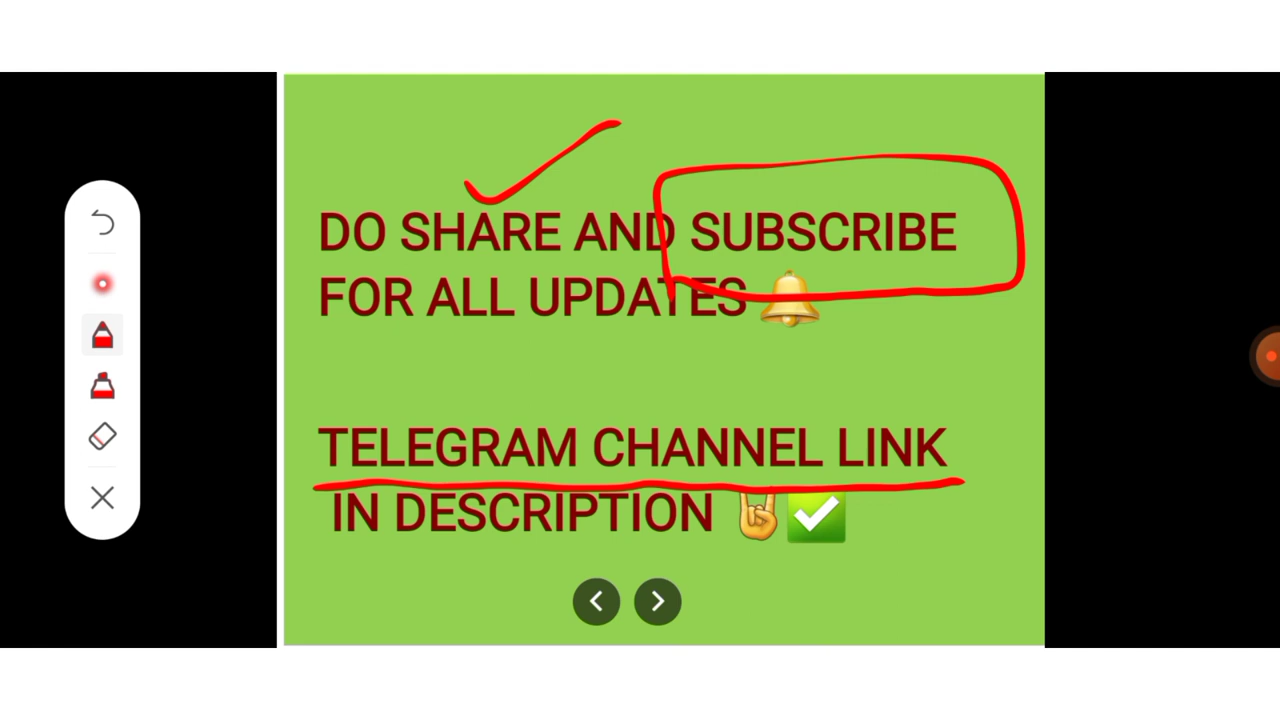 DO SHARE AND SUBSCRIBE
FOR ALL UPDATES 🔔
TELEGRAM CHANNEL LINK
IN DESCRIPTION 🤘✅